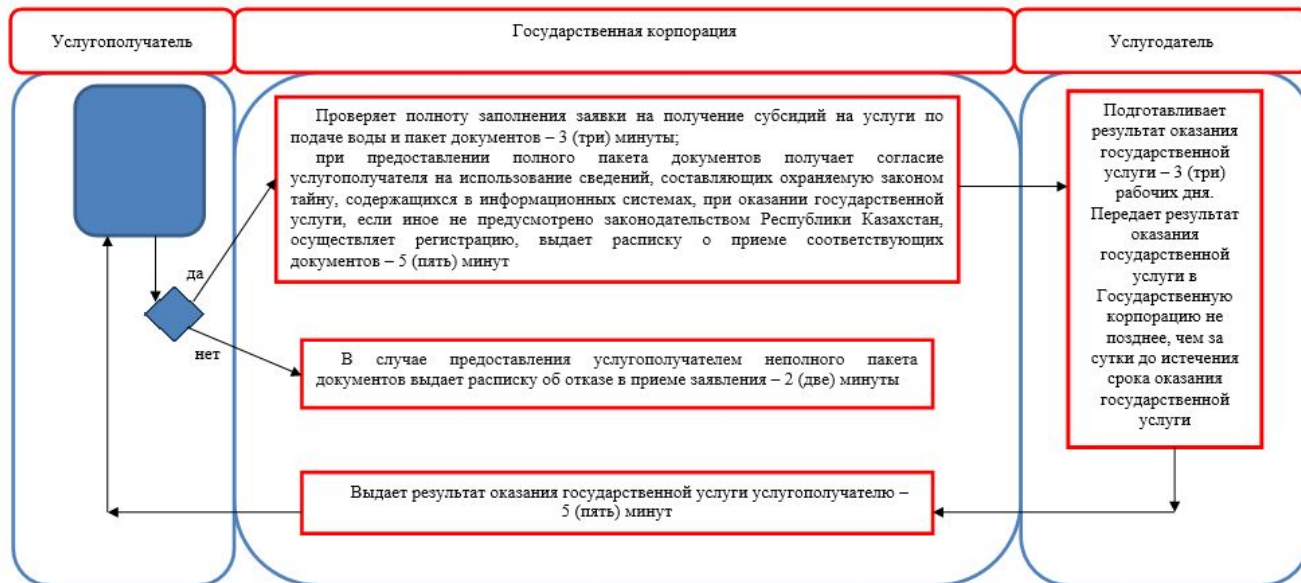 Услугополучатель
Государственная корпорация
Услугодатель
Проверяет полноту заполнения заявки на получение субсидий на услуги по
подаче воды и пакет документов – 3 (три) минуты;
при предоставлении полного пакета документов получает согласие
услугополучателя на использование сведений, составляющих охраняемую законом
тайну, содержащихся в информационных системах, при оказании государственной
услуги, если иное не предусмотрено законодательством Республики Казахстан,
осуществляет регистрацию, выдает расписку о приеме соответствующих
документов – 5 (пять) минут
да
нет
В случае предоставления услугополучателем неполного пакета
документов выдает расписку об отказе в приеме заявления – 2 (две) минуты
Выдает результат оказания государственной услуги услугополучателю –
5 (пять) минут
Подготавливает
результат оказания
государственной
услуги – 3 (три)
рабочих дня.
Передает результат
оказания
государственной
услуги в
Государственную
корпорацию не
позднее, чем за
сутки до истечения
срока оказания
государственной
услуги